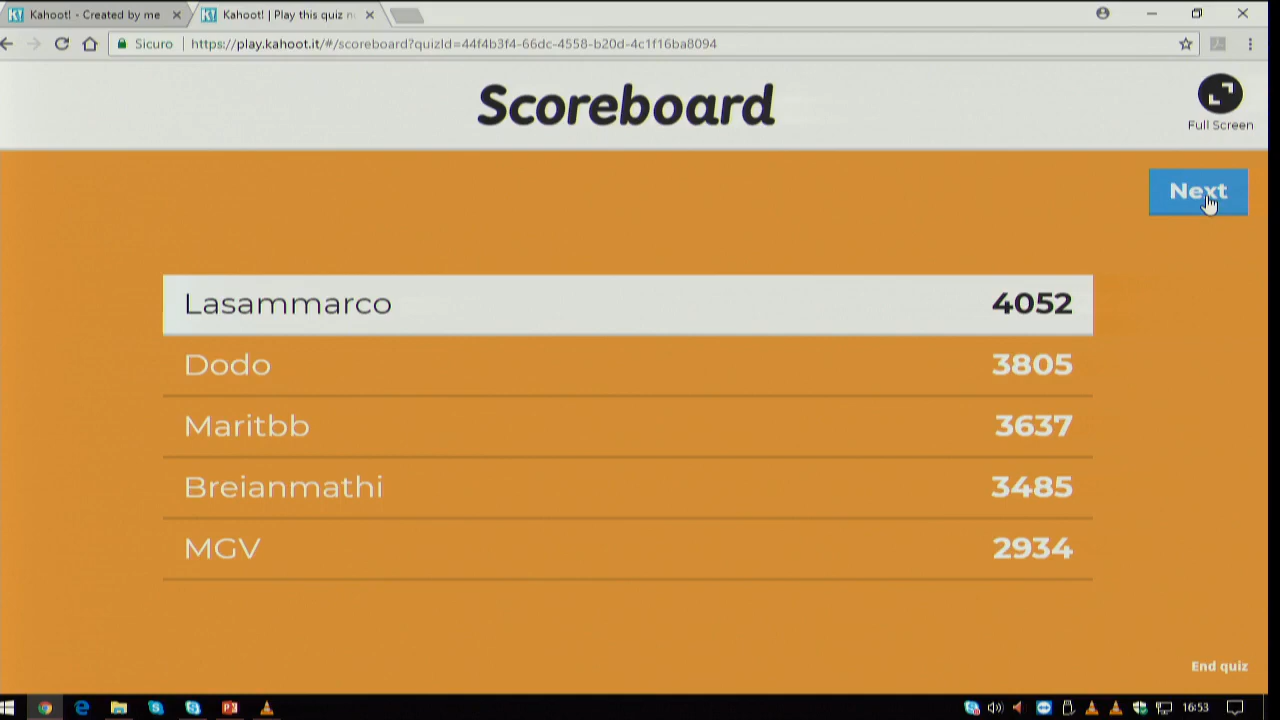 Kahoot! - Created by me
Kahoot! | Play this quiz n
Sicuro
https://play.kahoot.it/#/scoreboard?quizId=44f4b3f4-66dc-4558-b20d-4c1f16ba8094
Scoreboard
Full Screen
Next
Lasammarco 4052
Dodo 3805
Maritbb 3637
Breianmathi 3485
MGV 2934
End quiz
16:53